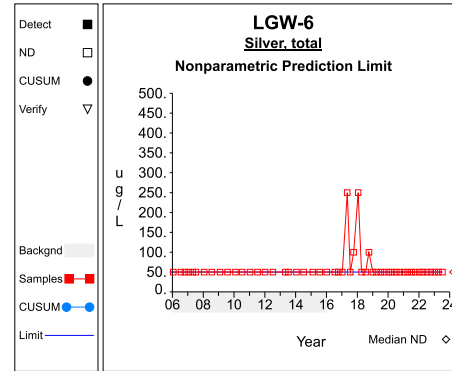 Detect
ND
CUSUM
Verify
Backgnd
Samples
CUSUM
Limit
LGW-6
Silver, total
Nonparametric Prediction Limit
ug/L
500.
450.
400.
350.
300.
250.
200.
150.
100.
50.
0.
06 08 10 12 14 16 18 20 22 24
Year
Median ND